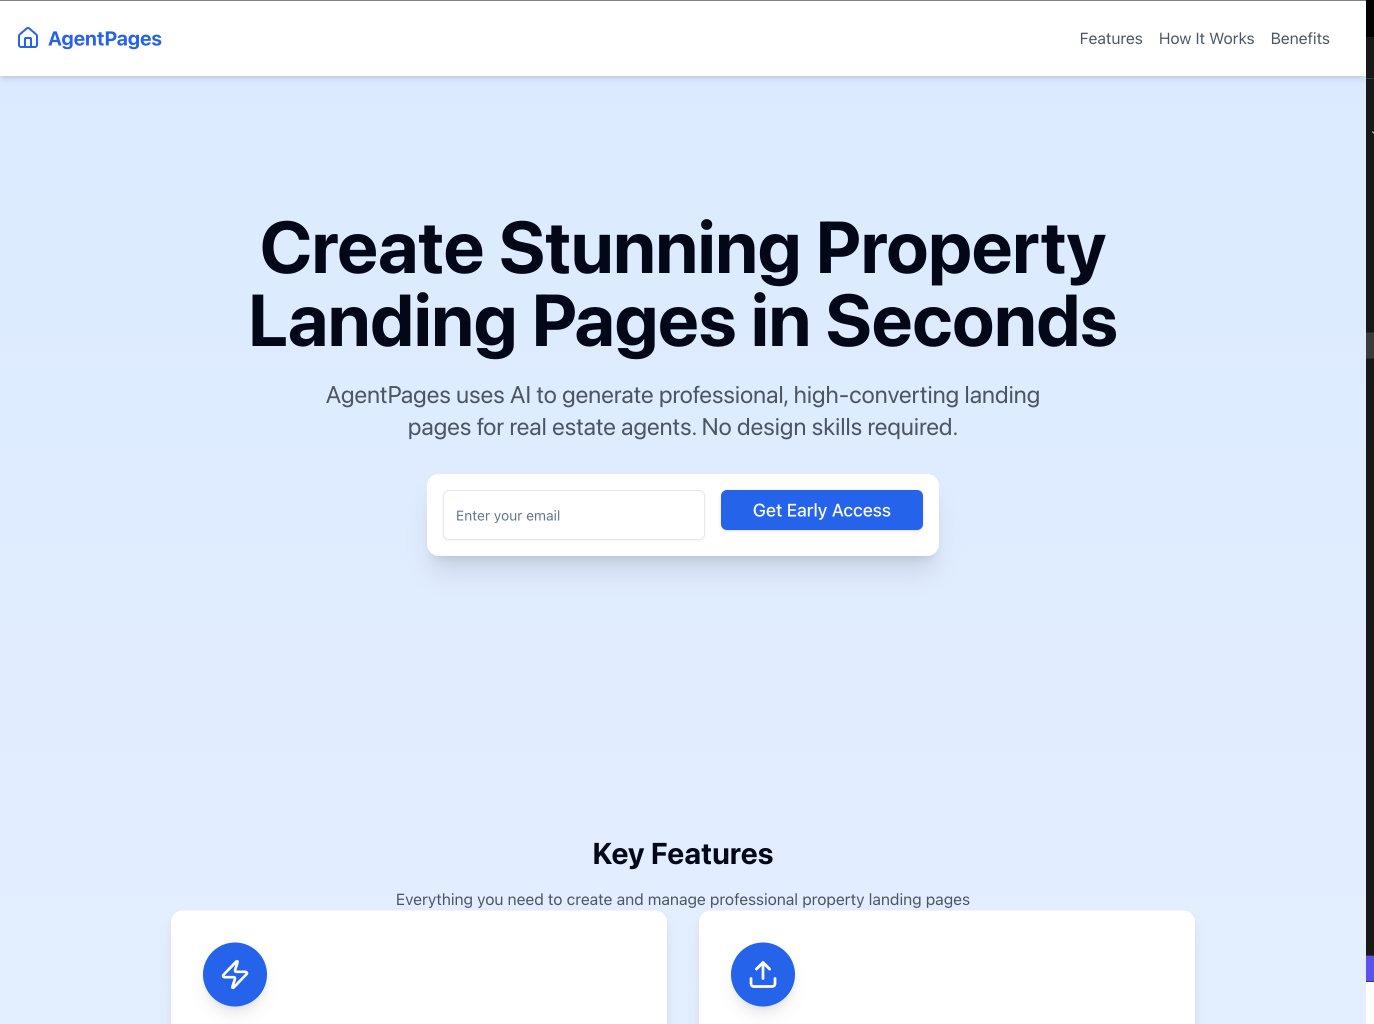 AgentPages
Features
How It Works
Benefits
Create Stunning Property
Landing Pages in Seconds
AgentPages uses AI to generate professional, high-converting landing
pages for real estate agents. No design skills required.
Enter your email
Get Early Access
Key Features
Everything you need to create and manage professional property landing pages